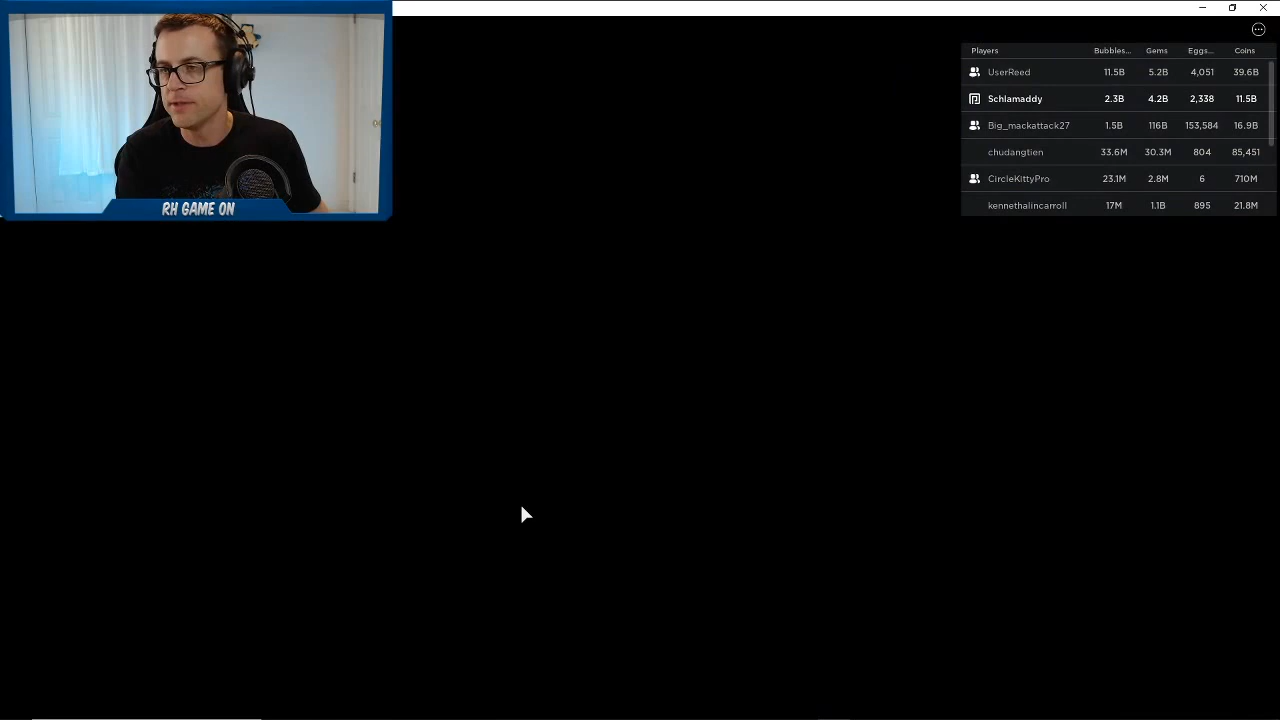 RH GAME ON
Players Bubbles... Gems Eggs... Coins
UserReed 11.5B 5.2B 4,051 39.6B
Schlamaddy 2.3B 4.2B 2,338 11.5B
Big_mackattack27 1.5B 116B 153,584 16.9B
chudangtien 33.6M 30.3M 804 85,451
CircleKittyPro 23.1M 2.8M 6 710M
kennethalincarroll 17M 1.1B 895 21.8M